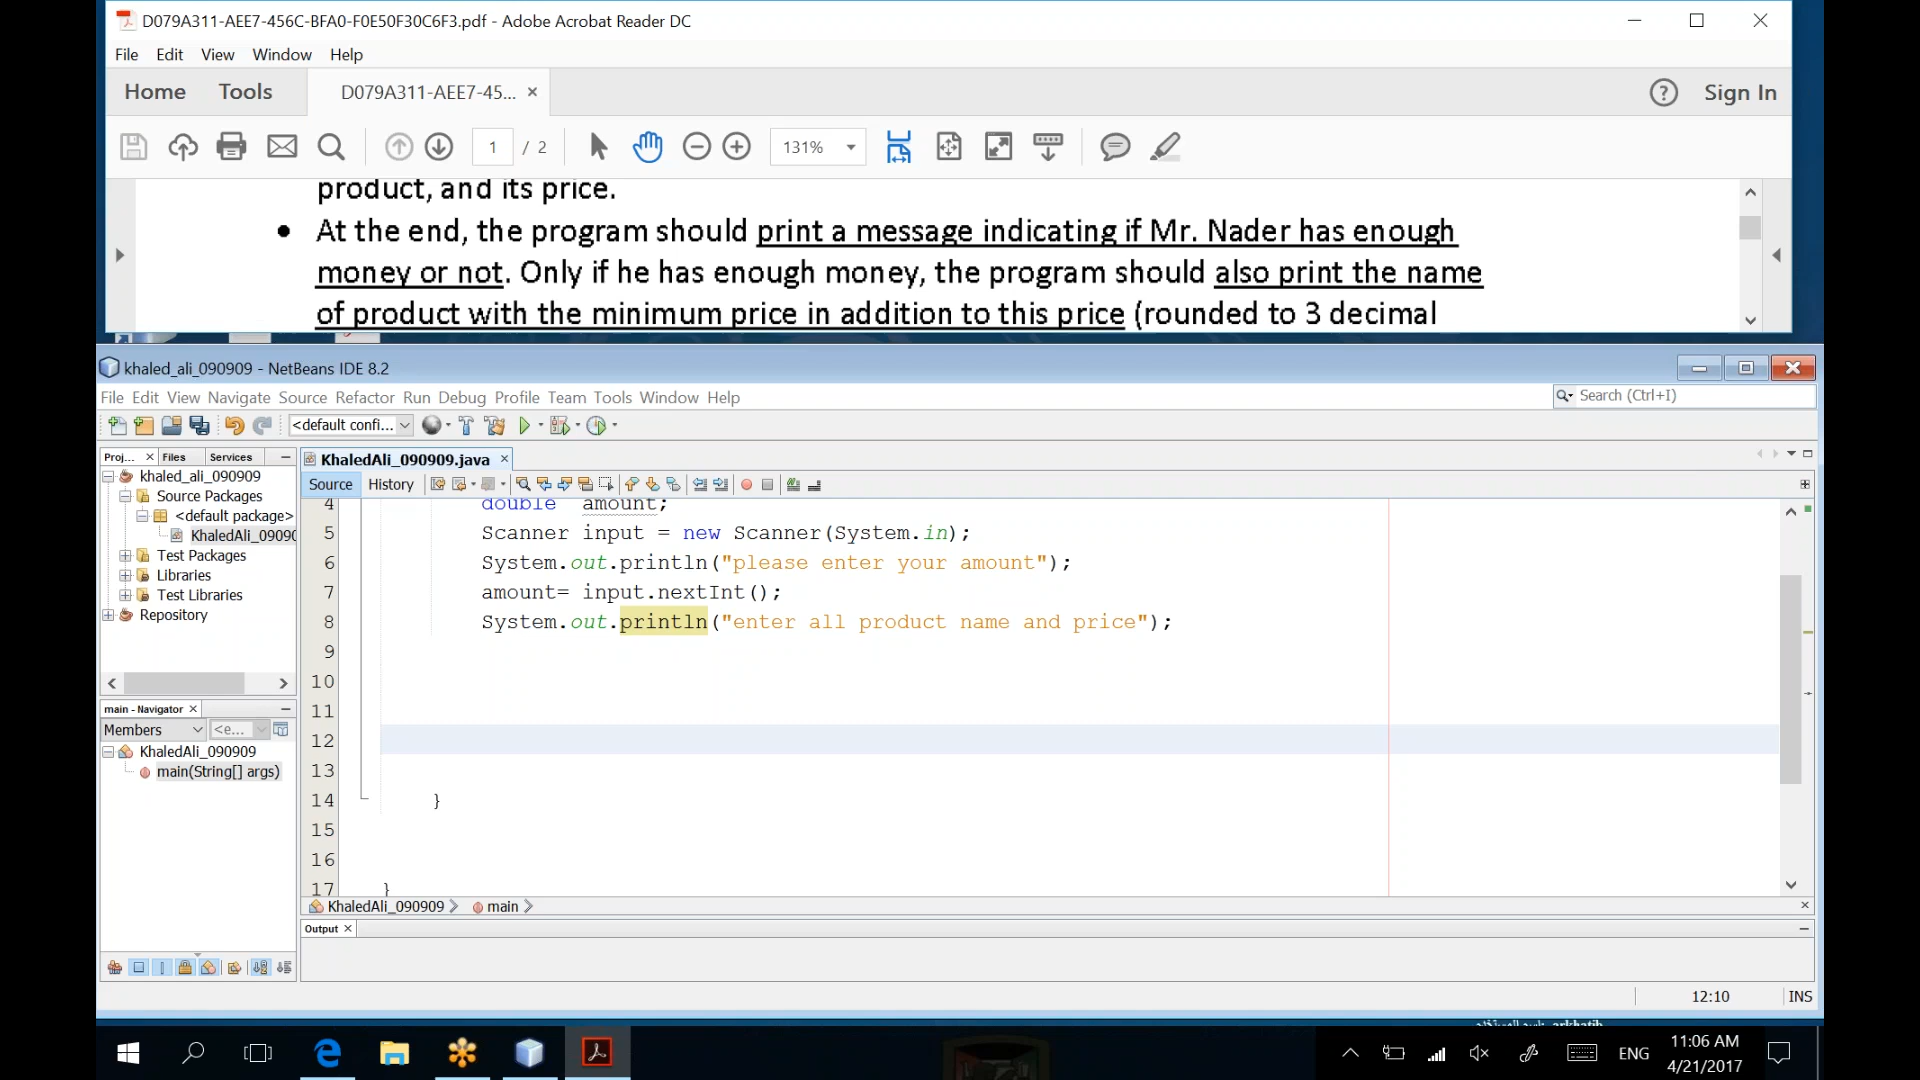 D079A311-AEE7-456C-BFA0-F0E50F30C6F3.pdf - Adobe Acrobat Reader DC
File Edit View Window Help
Home Tools D079A311-AEE7-45... × ? Sign In
1 / 2 131%
product, and its price.
• At the end, the program should print a message indicating if Mr. Nader has enough
money or not. Only if he has enough money, the program should also print the name
of product with the minimum price in addition to this price (rounded to 3 decimal
khaled_ali_090909 - NetBeans IDE 8.2
File Edit View Navigate Source Refactor Run Debug Profile Team Tools Window Help
Search (Ctrl+I)
<default confi...
Proj... × Files Services
KhaledAli_090909.java ×
Source History
khaled_ali_090909
Source Packages
<default package>
KhaledAli_0909
Test Packages
Libraries
Test Libraries
Repository
main - Navigator ×
Members <e...
KhaledAli_090909
main(String[] args)
4 double amount;
5 Scanner input = new Scanner(System.in);
6 System.out.println("please enter your amount");
7 amount= input.nextInt();
8 System.out.println("enter all product name and price");
9
10
11
12
13
14 }
15
16
17 }
KhaledAli_090909 main
Output ×
12:10 INS
ENG
11:06 AM
4/21/2017